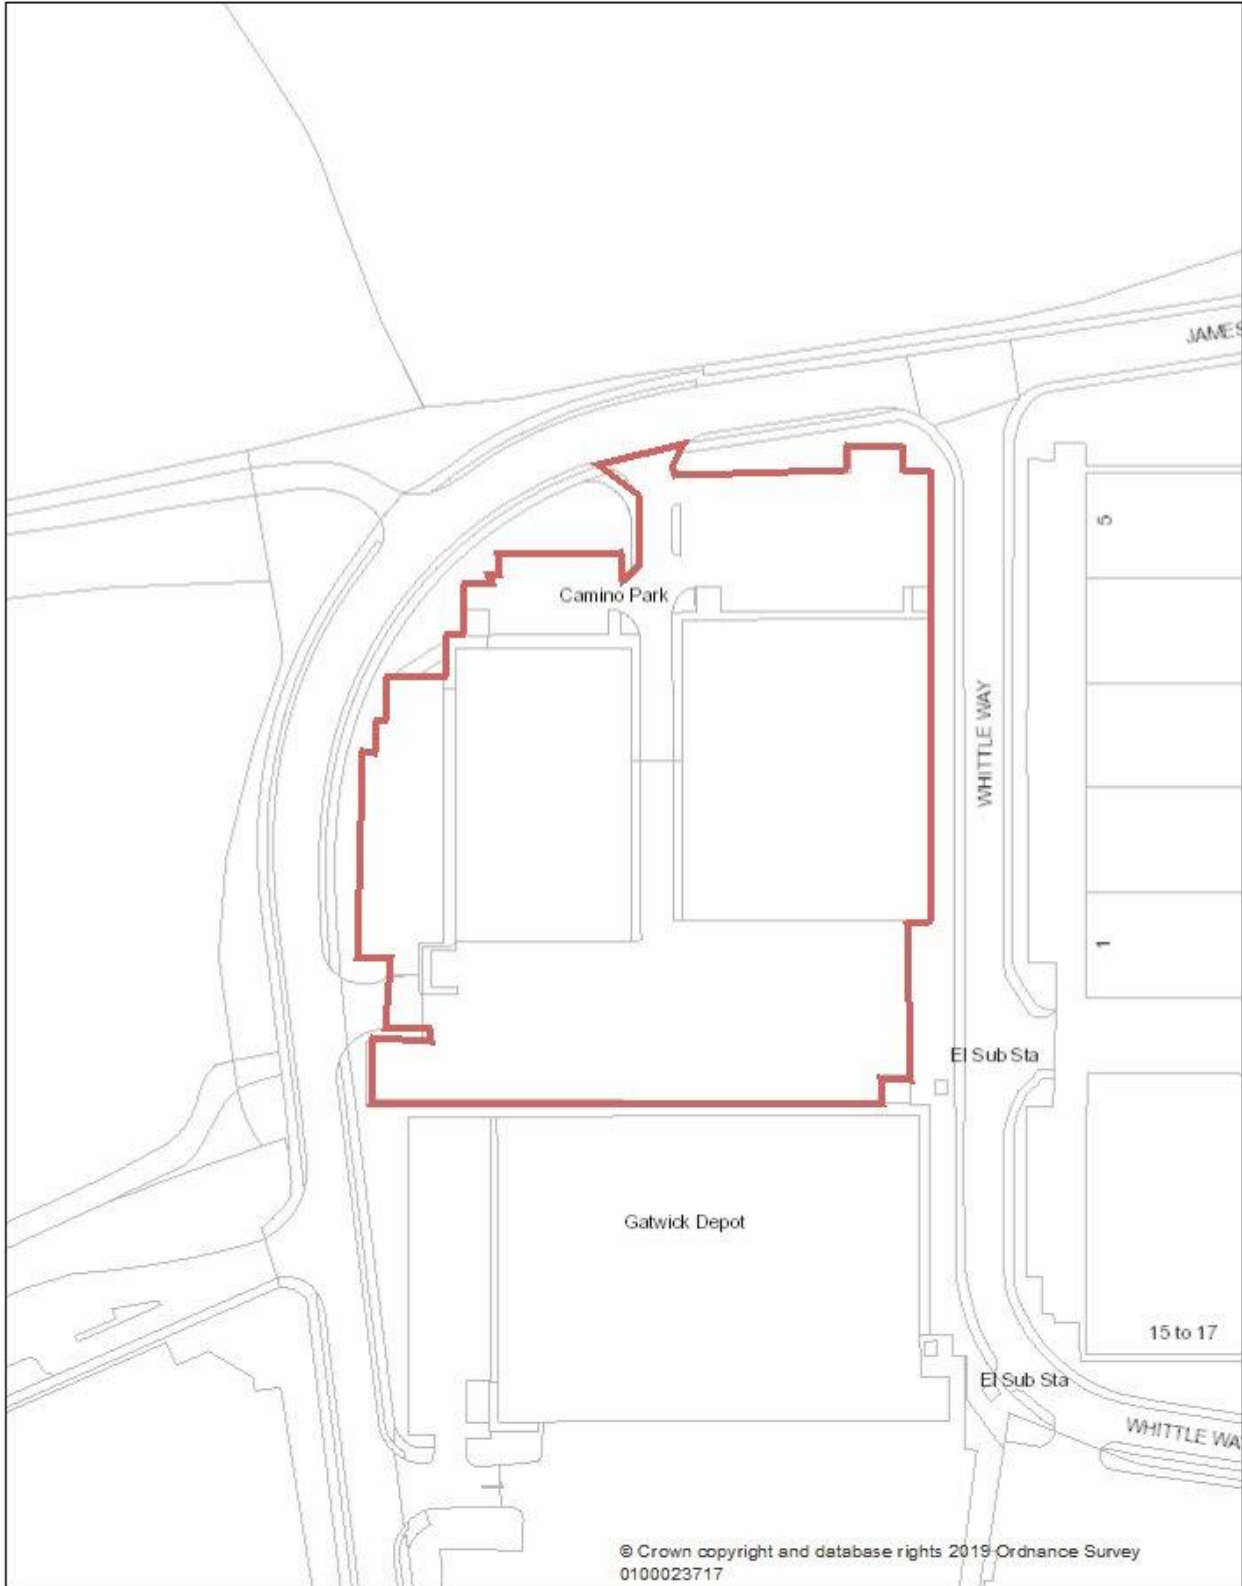 JAMES
5
Camino Park
WHITTLE WAY
1
El Sub Sta
Gatwick Depot
15 to 17
El Sub Sta
WHITTLE WA
© Crown copyright and database rights 2019 Ordnance Survey
0100023717